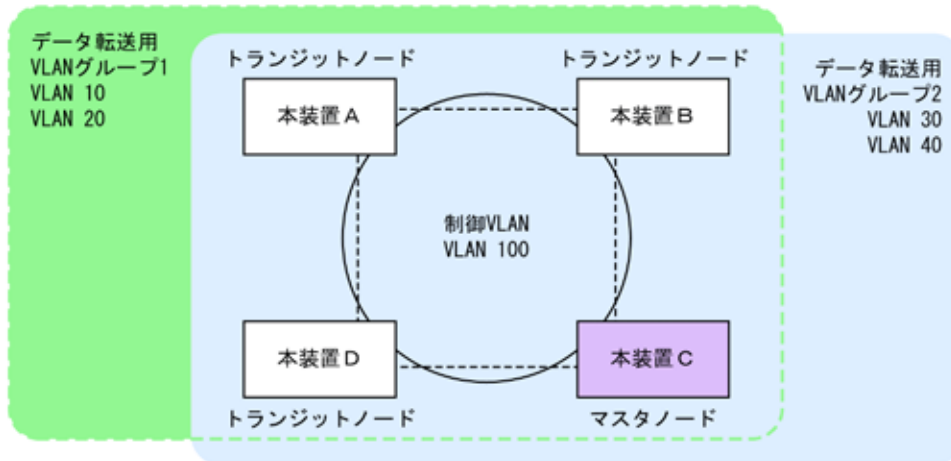 データ転送用
VLANグループ1
VLAN 10
VLAN 20
トランジットノード
トランジットノード
データ転送用
VLANグループ2
VLAN 30
VLAN 40
本装置A
本装置B
制御VLAN
VLAN 100
本装置D
本装置C
トランジットノード
マスタノード